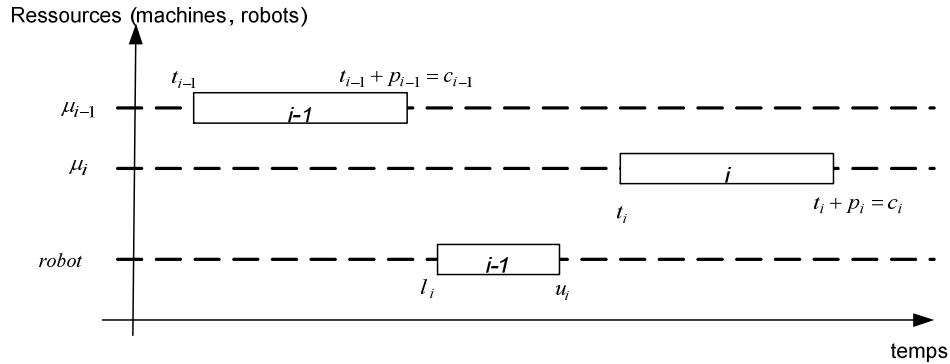 Ressources (machines, robots)
t_{i-1}
t_{i-1} + p_{i-1} = c_{i-1}
μ_{i-1}
i-1
μ_i
i
t_i
t_i + p_i = c_i
robot
i-1
l_i
u_i
temps